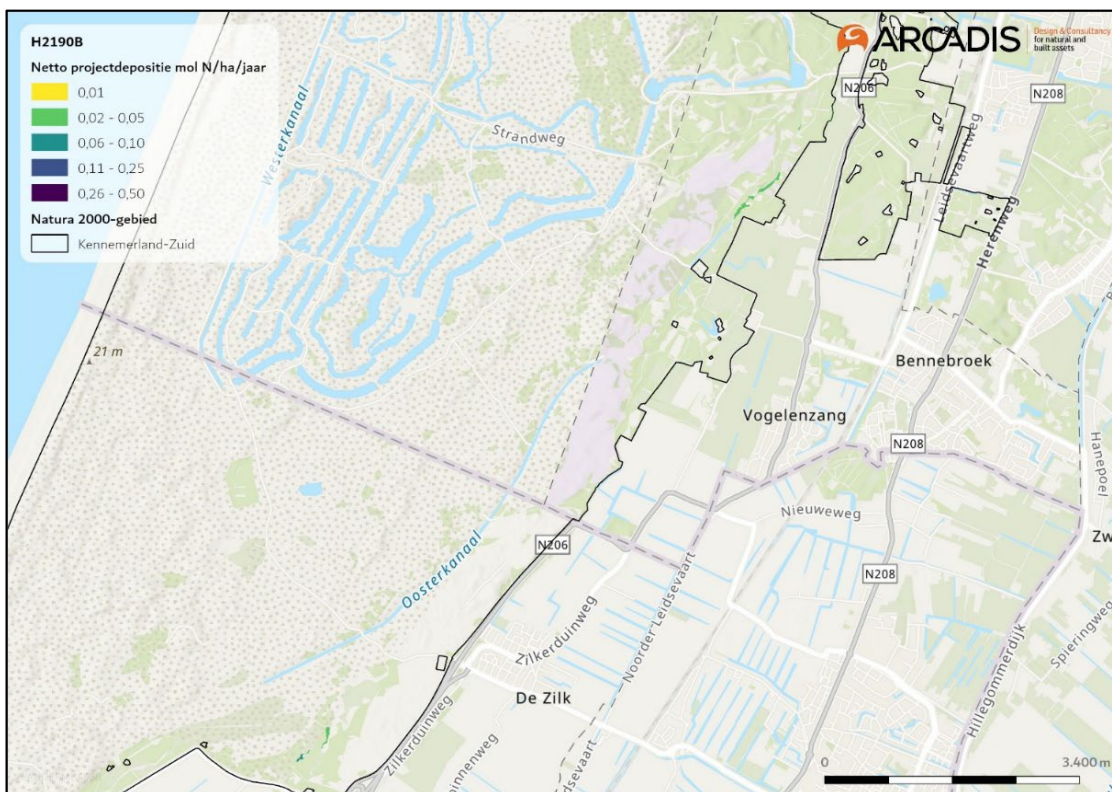 H2190B
Netto projectdepositie mol N/ha/jaar
0,01
0,02 - 0,05
0,06 - 0,10
0,11 - 0,25
0,26 - 0,50
Natura 2000-gebied
Kennemerland-Zuid
ARCADIS
Design & Consultancy
for natural and
built assets
N206
N208
Westerkanaal
Strandweg
Leidsevaartweg
Herenweg
21 m
Bennebroek
Vogelenzang
N208
Hanepoel
Nieuweweg
Zw
N206
Oosterkanaal
N208
Zilkerduinweg
Noorder Leidsevaart
Spieringweg
Hillegommerdijk
De Zilk
Zilkerduinweg
innenweg
idsevaart
0
3.400 m